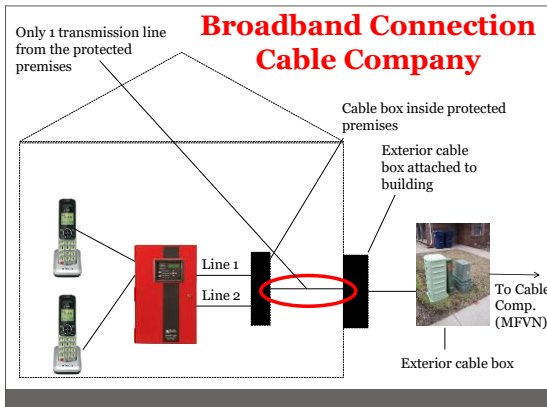 Broadband Connection
Cable Company
Only 1 transmission line
from the protected
premises
Cable box inside protected
premises
Exterior cable
box attached to
building
Line 1
Line 2
To Cable
Comp.
(MFVN)
Exterior cable box